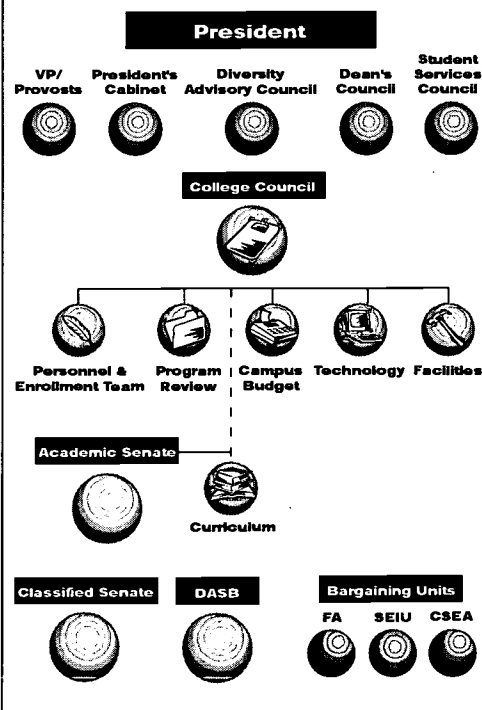 President
VP/
Provosts
President's
Cabinet
Diversity
Advisory Council
Dean's
Council
Student
Services
Council
College Council
Personnel &
Enrollment Team
Program
Review
Campus
Budget
Technology
Facilities
Academic Senate
Curriculum
Classified Senate
DASB
Bargaining Units
FA
SEIU
CSEA